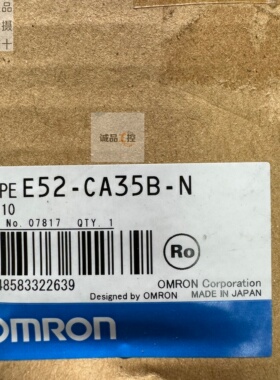 品
摄
十
诚品工控
PE E52-CA35B-N
10
No. 07817 QTY. 1
Ro
48583322639
OMRON Corporation
Designed by OMRON MADE IN JAPAN
OMRON